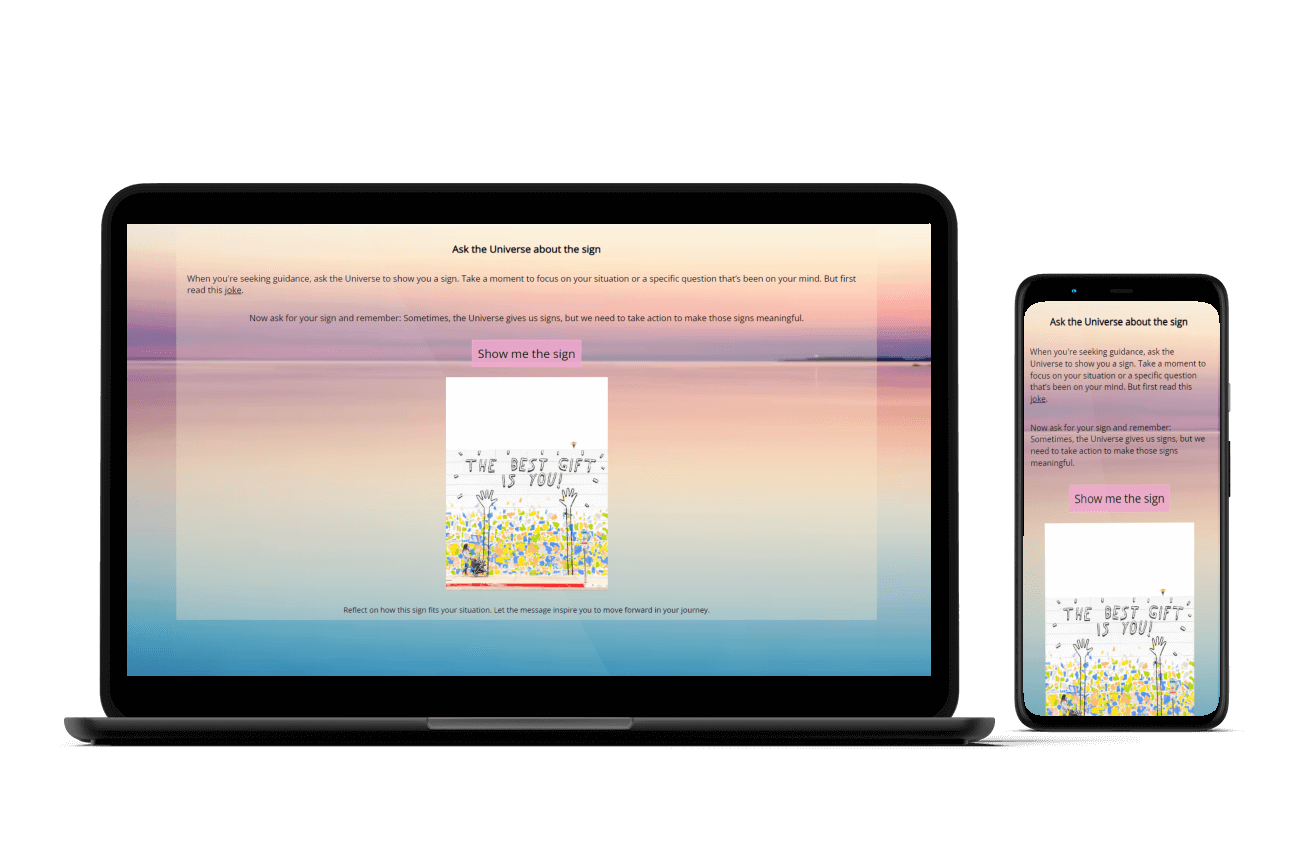 Ask the Universe about the sign
When you're seeking guidance, ask the Universe to show you a sign. Take a moment to focus on your situation or a specific question that's been on your mind. But first
read this joke.
Now ask for your sign and remember: Sometimes, the Universe gives us signs, but we need to take action to make those signs meaningful.
Show me the sign
THE BEST GIFT
IS YOU!
Reflect on how this sign fits your situation. Let the message inspire you to move forward in your journey.
Ask the Universe about the sign
When you're seeking guidance, ask the
Universe to show you a sign. Take a moment to
focus on your situation or a specific question
that's been on your mind. But first read this
joke.
Now ask for your sign and remember:
Sometimes, the Universe gives us signs, but we
need to take action to make those signs
meaningful.
Show me the sign
THE BEST GIFT
IS YOU!